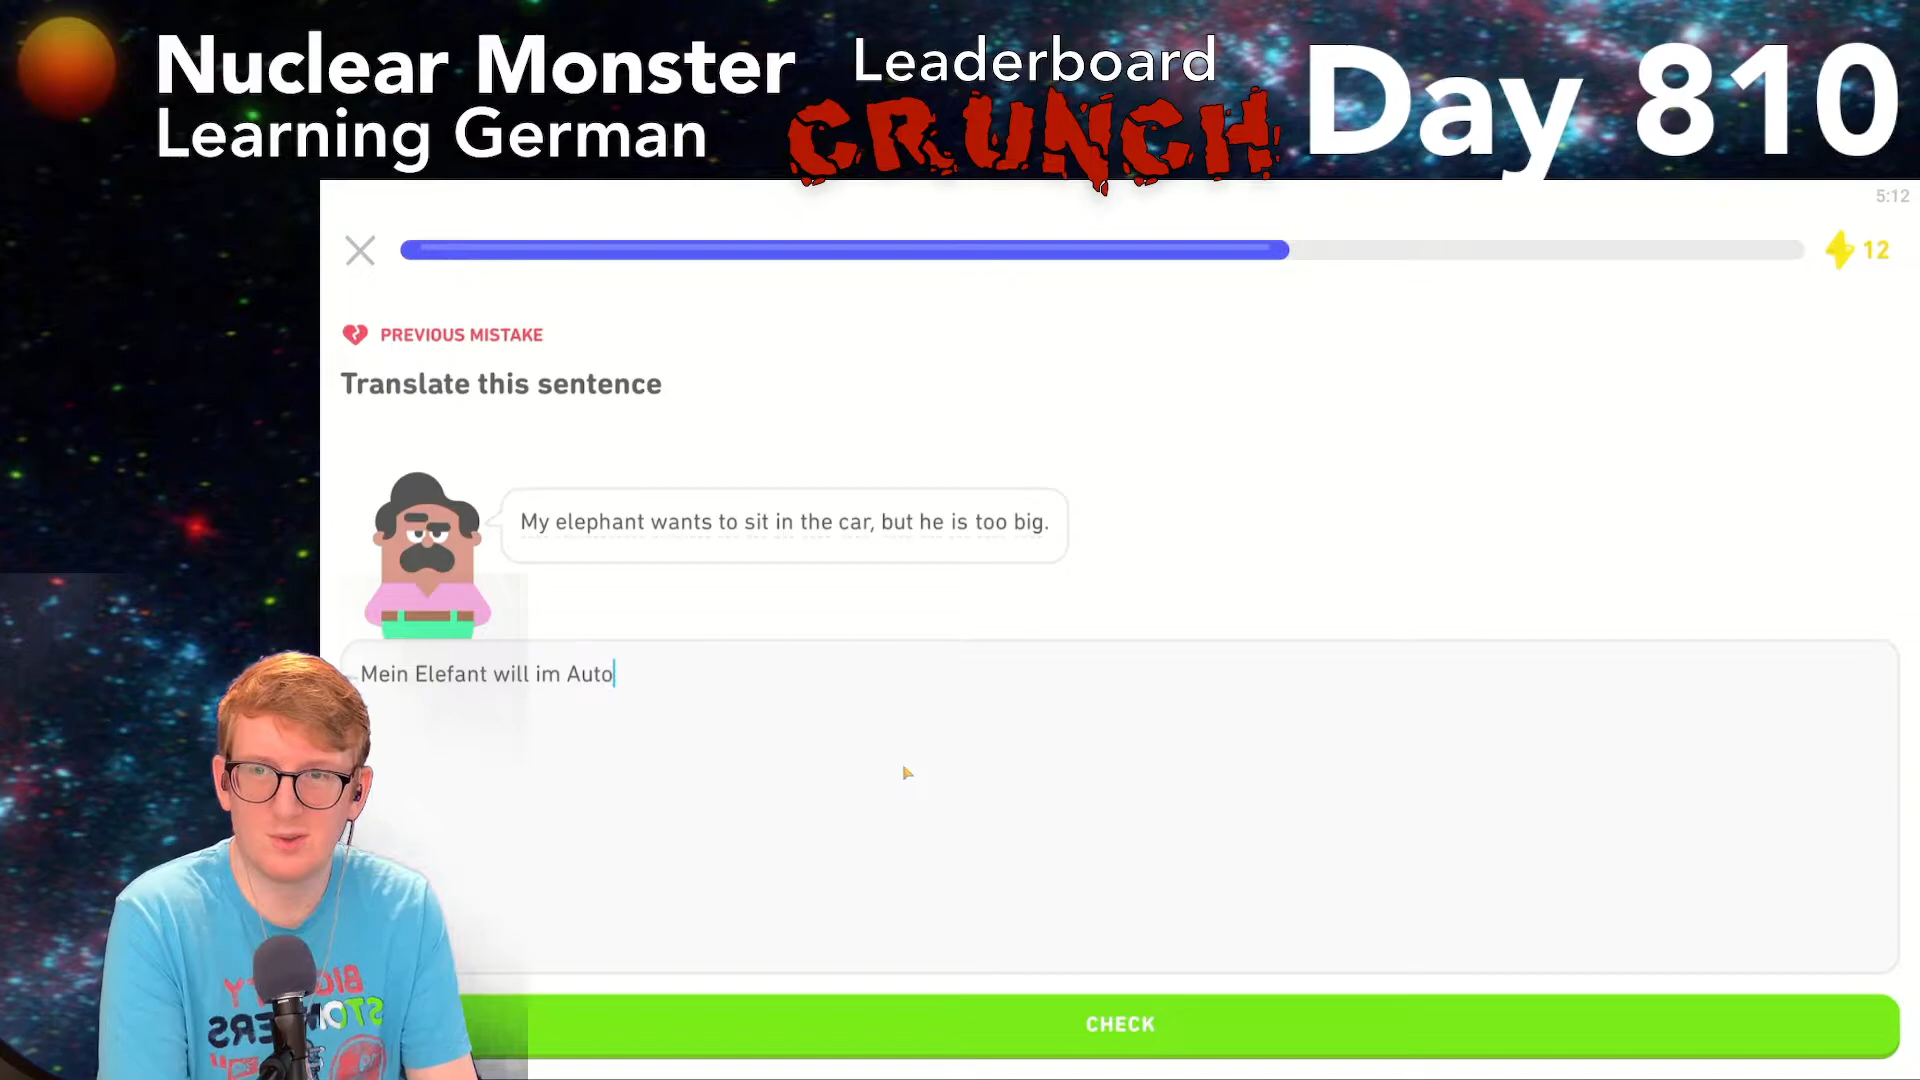 Nuclear Monster
Learning German
Leaderboard
CRUNCH
Day 810
5:12
12
PREVIOUS MISTAKE
Translate this sentence
My elephant wants to sit in the car, but he is too big.
Mein Elefant will im Auto
CHECK